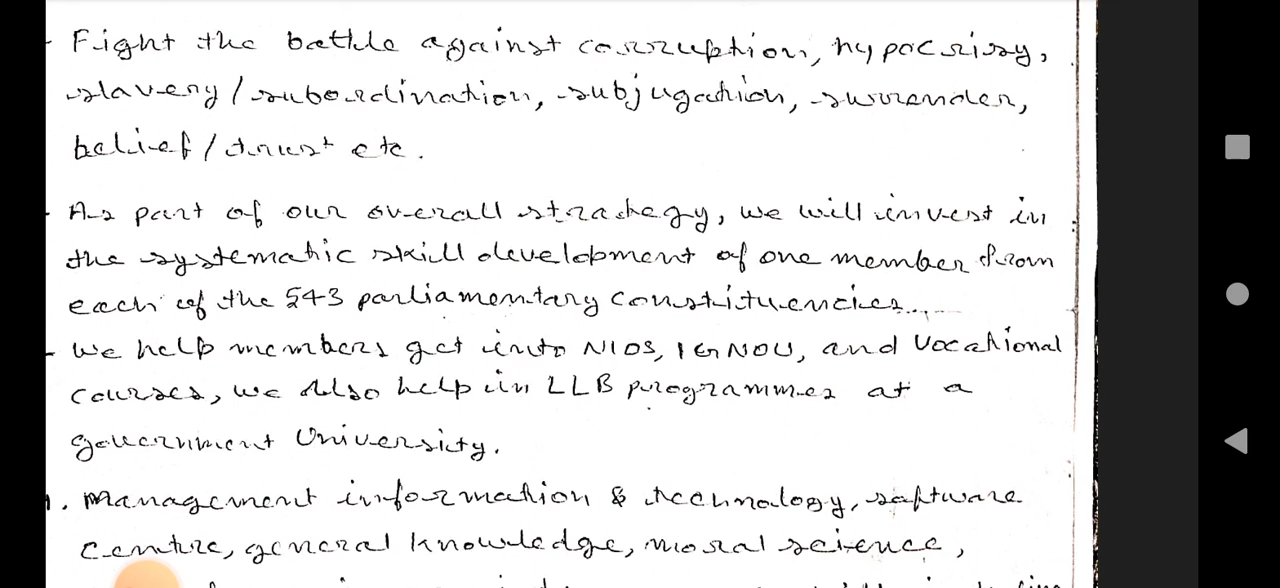 - Fight the battle against corruption, hypocrisy,
slavery/subordination, subjugation, surrender,
belief/trust etc.
- As part of our overall strategy, we will invest in
the systematic skill development of one member from
each of the 543 parliamentary constituencies....
- We help members get into NIOS, IGNOU, and Vocational
courses, we also help in LLB programmes at a
government University.
1. Management information & technology, software
centre, general knowledge, moral science,